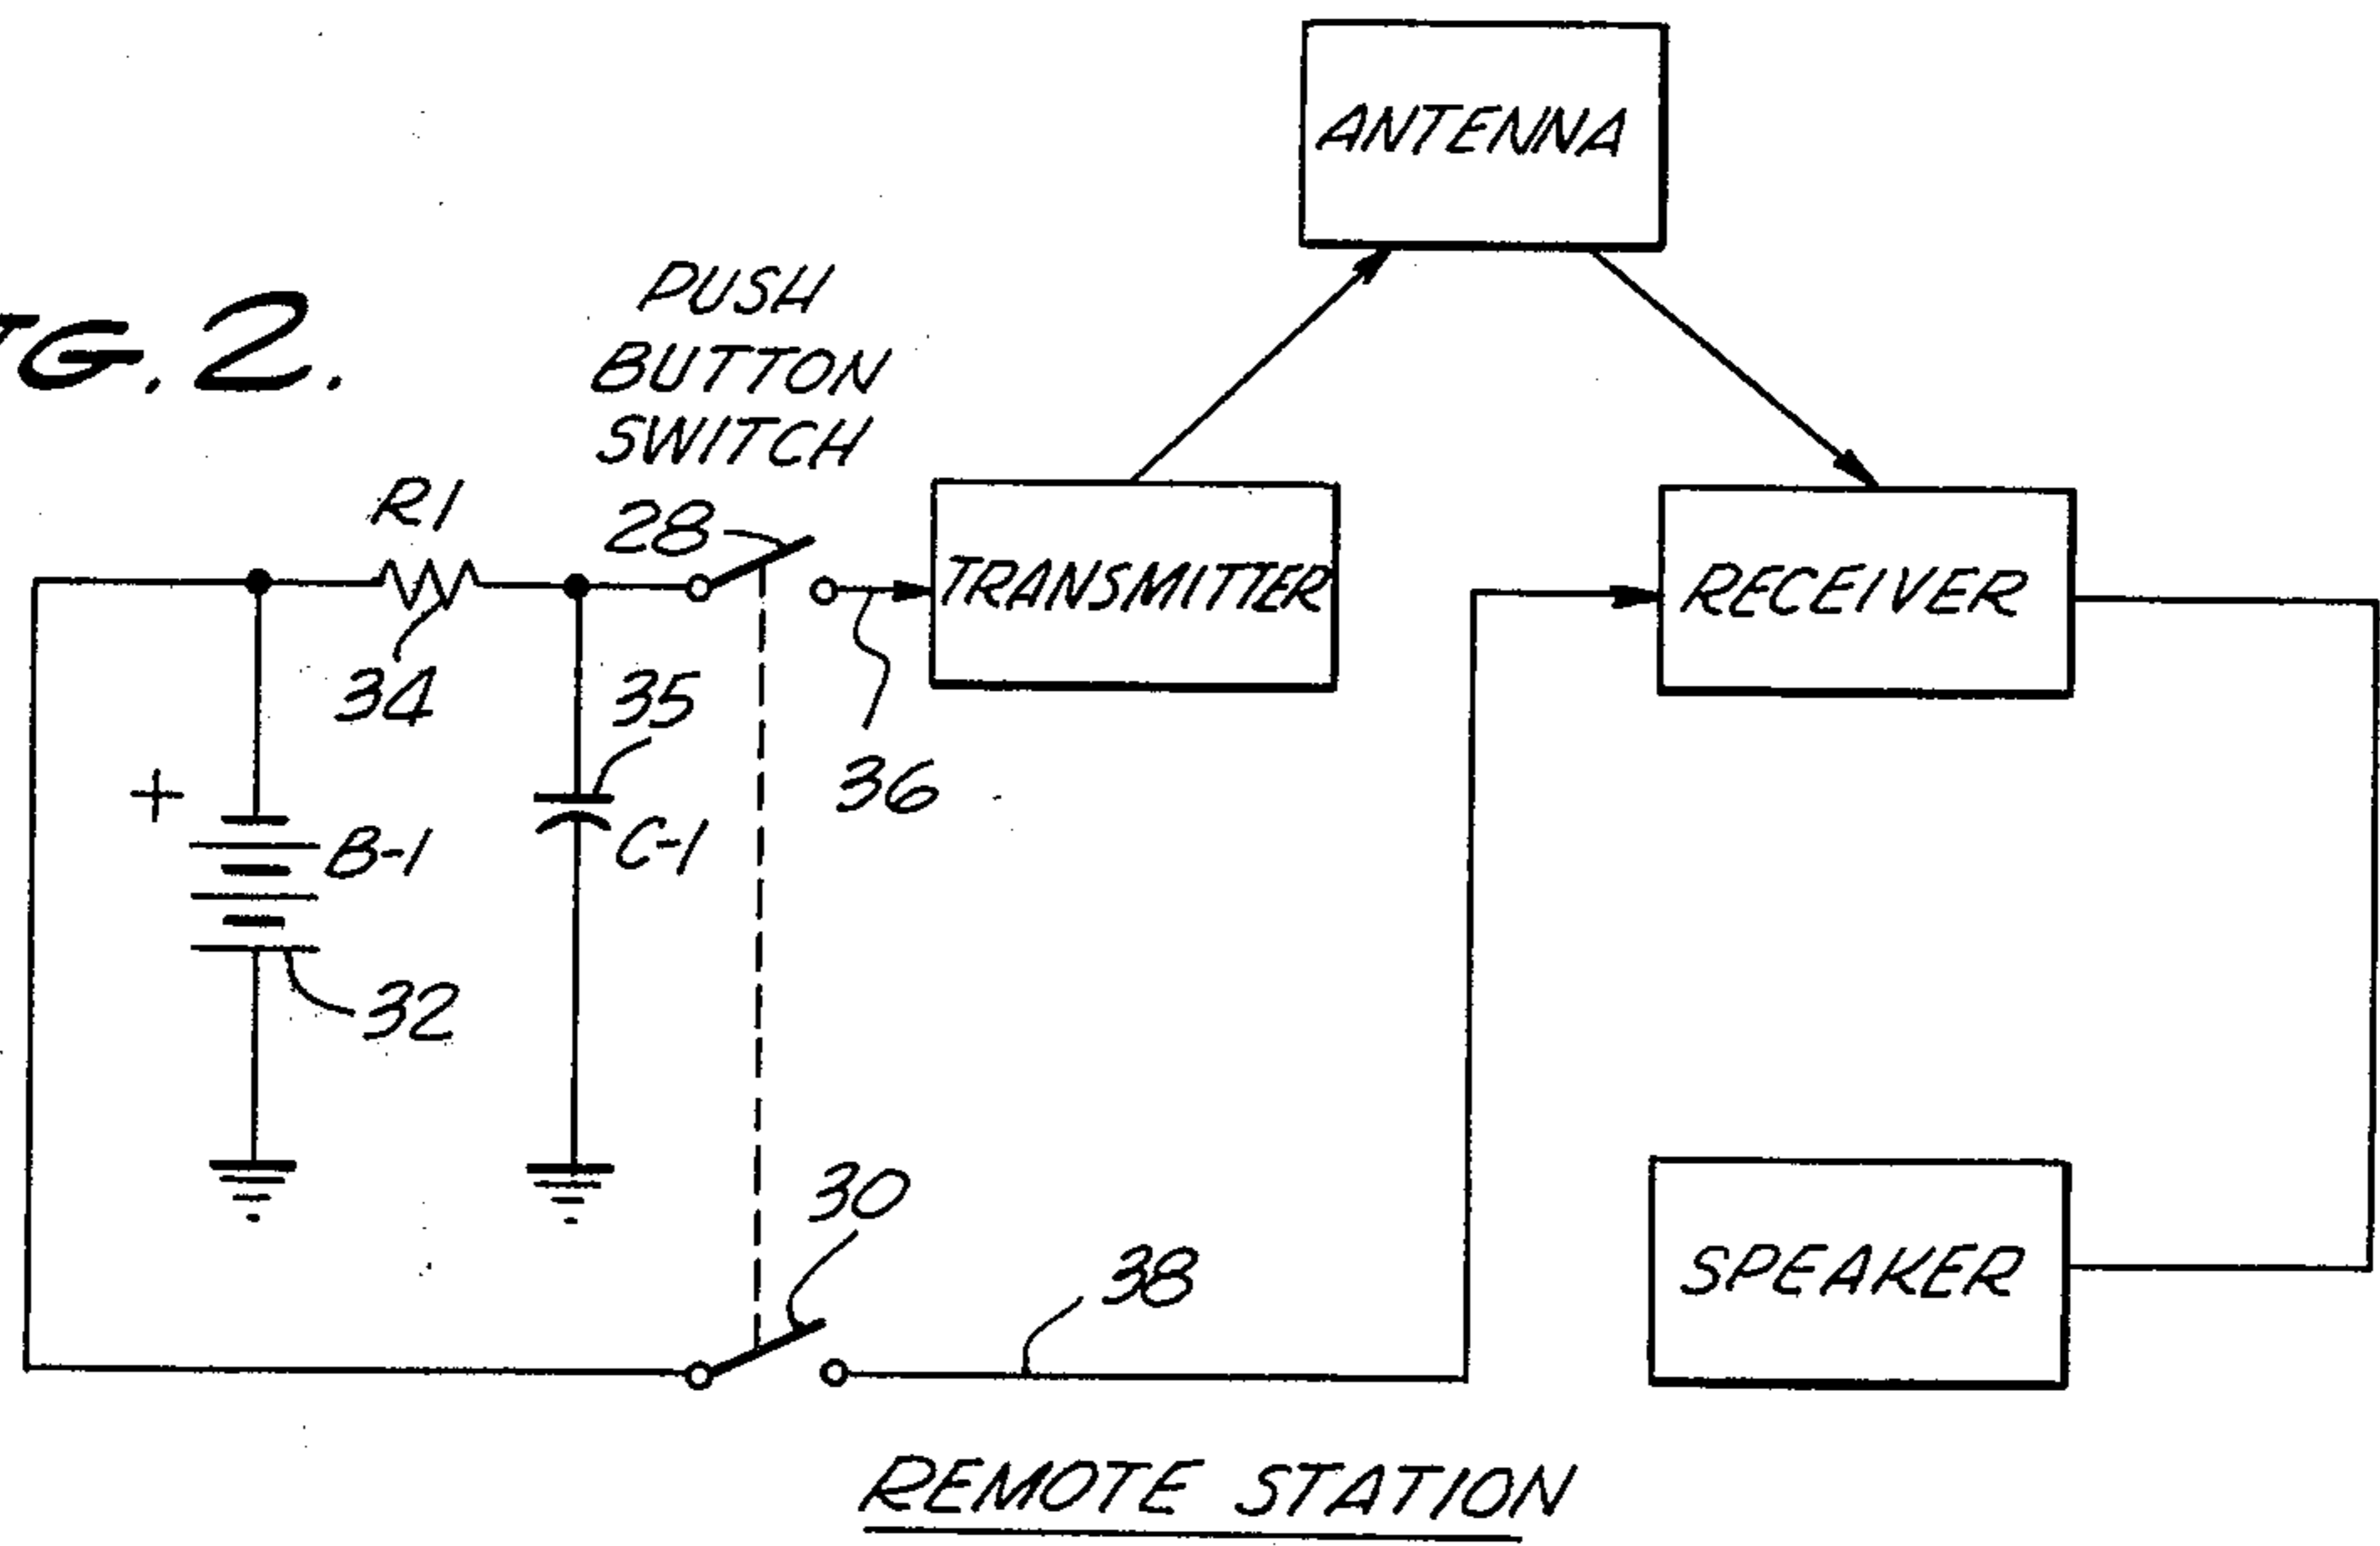 G. 2.
ANTENNA
PUSH
BUTTON
SWITCH
R1
28
TRANSMITTER
RECEIVER
34
35
36
+
B-1
C-1
32
30
38
SPEAKER
REMOTE STATION